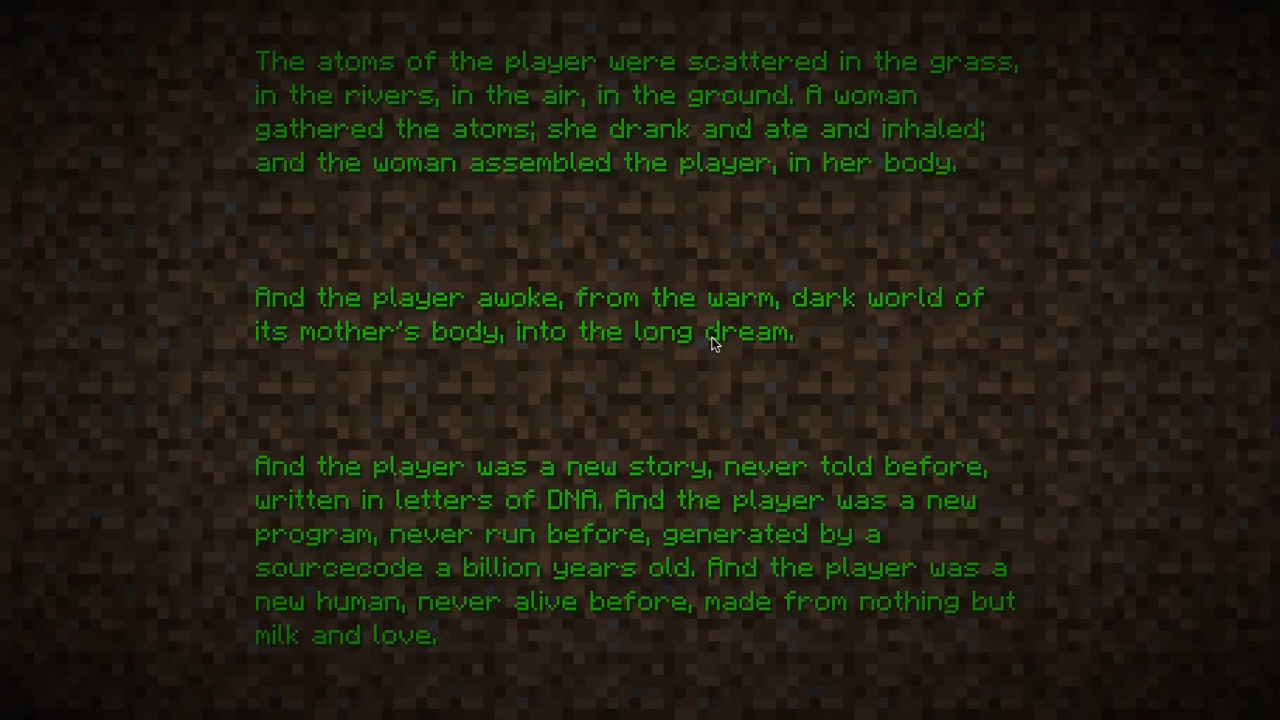 The atoms of the player were scattered in the grass,
in the rivers, in the air, in the ground. A woman
gathered the atoms; she drank and ate and inhaled;
and the woman assembled the player, in her body.
And the player awoke, from the warm, dark world of
its mother's body, into the long dream.
And the player was a new story, never told before,
written in letters of DNA. And the player was a new
program, never run before, generated by a
sourcecode a billion years old. And the player was a
new human, never alive before, made from nothing but
milk and love.